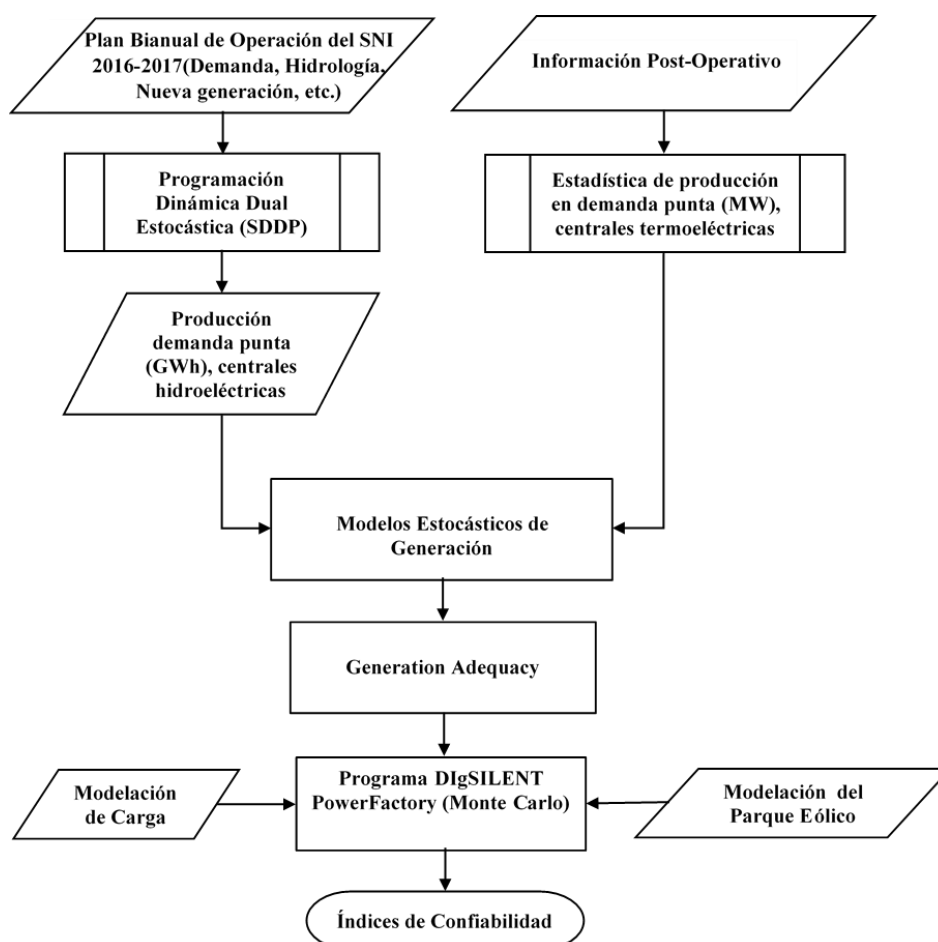 Plan Bianual de Operación del SNI
2016-2017(Demanda, Hidrología,
Nueva generación, etc.)
Información Post-Operativo
Programación
Dinámica Dual
Estocástica (SDDP)
Estadística de producción
en demanda punta (MW),
centrales termoeléctricas
Producción
demanda punta
(GWh), centrales
hidroeléctricas
Modelos Estocásticos de
Generación
Generation Adequacy
Programa DIgSILENT
PowerFactory (Monte Carlo)
Modelación
de Carga
Modelación del
Parque Eólico
Índices de Confiabilidad